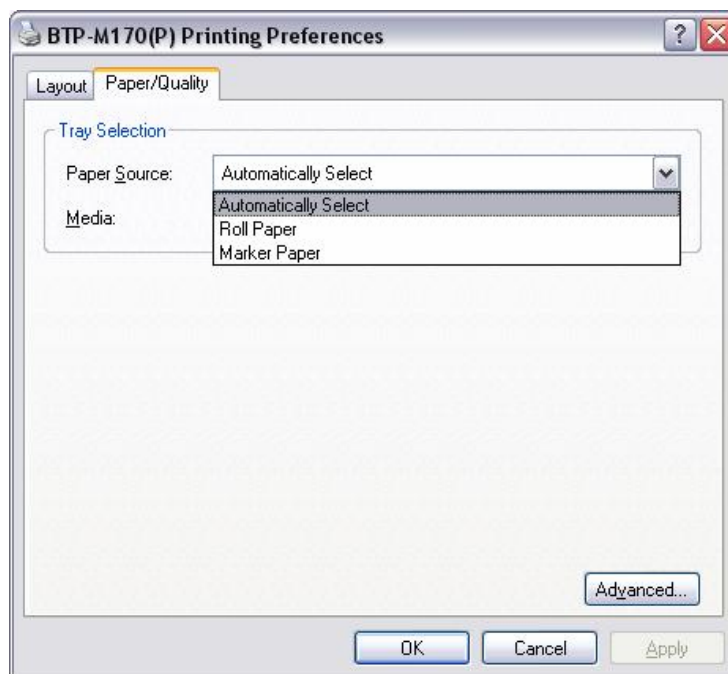 BTP-M170(P) Printing Preferences
Layout
Paper/Quality
Tray Selection
Paper Source:
Automatically Select
Media:
Automatically Select
Roll Paper
Marker Paper
Advanced...
OK
Cancel
Apply